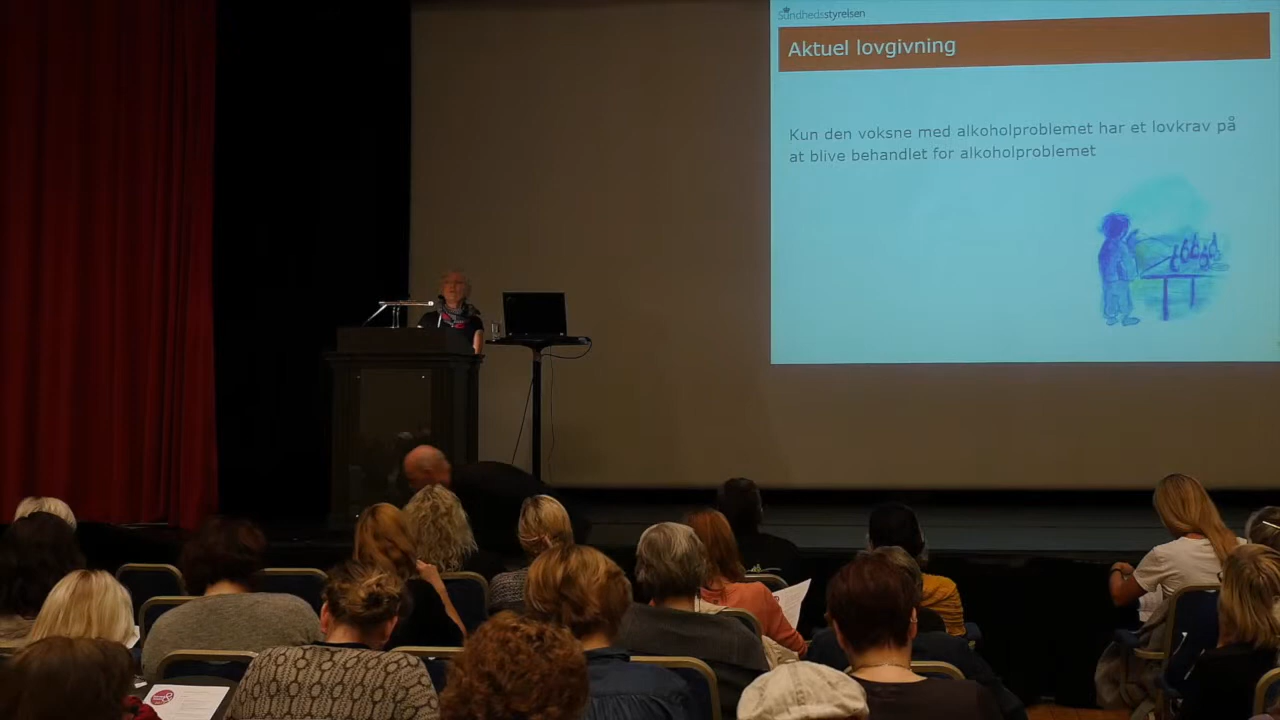 Sundhedsstyrelsen
Aktuel lovgivning
Kun den voksne med alkoholproblemet har et lovkrav på
at blive behandlet for alkoholproblemet